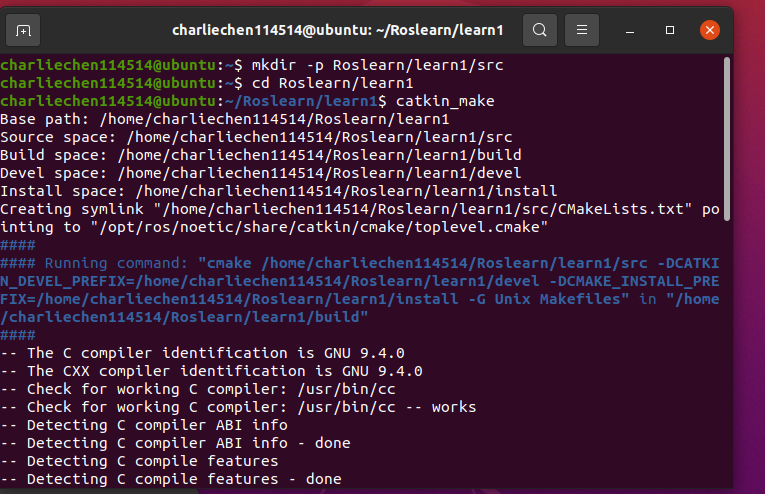 charliechen114514@ubuntu: ~/Roslearn/learn1
charliechen114514@ubuntu:~$ mkdir -p Roslearn/learn1/src
charliechen114514@ubuntu:~$ cd Roslearn/learn1
charliechen114514@ubuntu:~/Roslearn/learn1$ catkin_make
Base path: /home/charliechen114514/Roslearn/learn1
Source space: /home/charliechen114514/Roslearn/learn1/src
Build space: /home/charliechen114514/Roslearn/learn1/build
Devel space: /home/charliechen114514/Roslearn/learn1/devel
Install space: /home/charliechen114514/Roslearn/learn1/install
Creating symlink "/home/charliechen114514/Roslearn/learn1/src/CMakeLists.txt" po
inting to "/opt/ros/noetic/share/catkin/cmake/toplevel.cmake"
####
#### Running command: "cmake /home/charliechen114514/Roslearn/learn1/src -DCATKI
N_DEVEL_PREFIX=/home/charliechen114514/Roslearn/learn1/devel -DCMAKE_INSTALL_PRE
FIX=/home/charliechen114514/Roslearn/learn1/install -G Unix Makefiles" in "/home
/charliechen114514/Roslearn/learn1/build"
####
-- The C compiler identification is GNU 9.4.0
-- The CXX compiler identification is GNU 9.4.0
-- Check for working C compiler: /usr/bin/cc
-- Check for working C compiler: /usr/bin/cc -- works
-- Detecting C compiler ABI info
-- Detecting C compiler ABI info - done
-- Detecting C compile features
-- Detecting C compile features - done